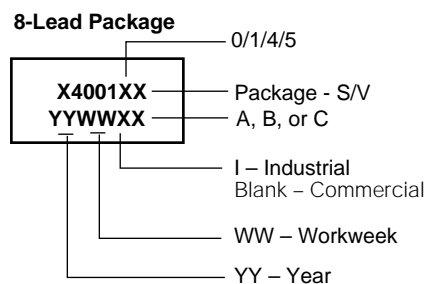 8-Lead Package
0/1/4/5
X4001XX
Package - S/V
YYWWXX
A, B, or C
I – Industrial
Blank – Commercial
WW – Workweek
YY – Year